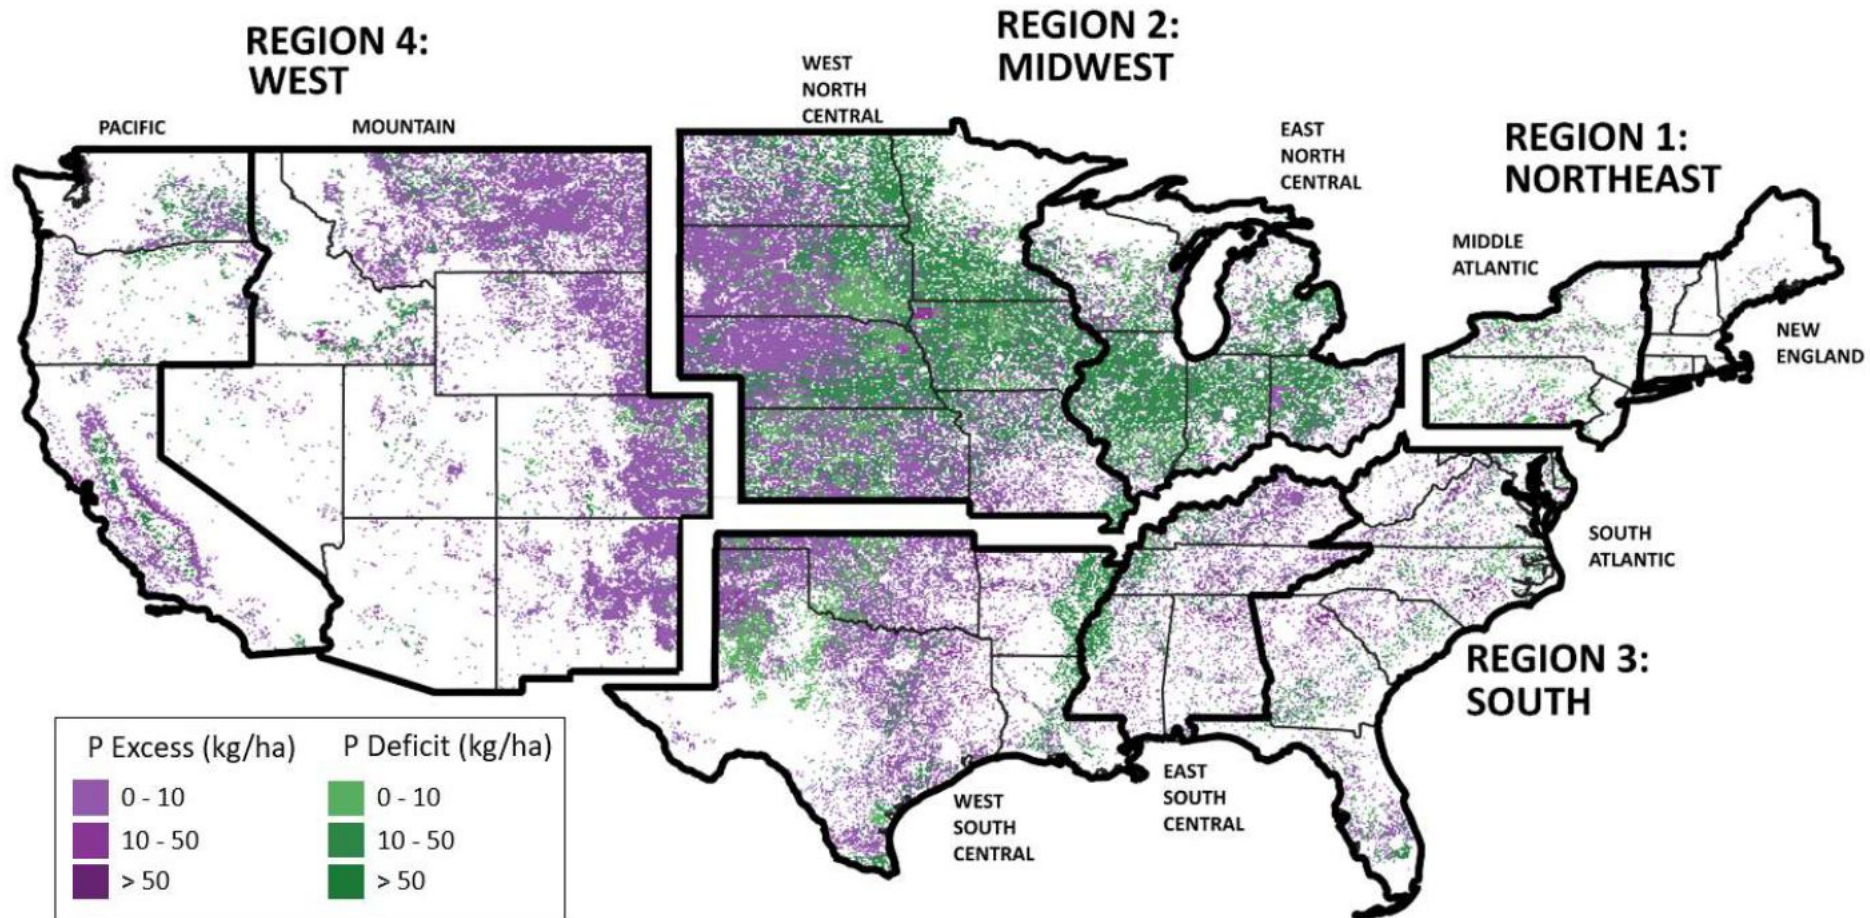 REGION 4:
WEST
REGION 2:
MIDWEST
WEST
NORTH
CENTRAL
PACIFIC
MOUNTAIN
EAST
NORTH
CENTRAL
REGION 1:
NORTHEAST
MIDDLE
ATLANTIC
NEW
ENGLAND
SOUTH
ATLANTIC
REGION 3:
SOUTH
EAST
SOUTH
CENTRAL
WEST
SOUTH
CENTRAL
P Excess (kg/ha)
P Deficit (kg/ha)
0 - 10
0 - 10
10 - 50
10 - 50
> 50
> 50